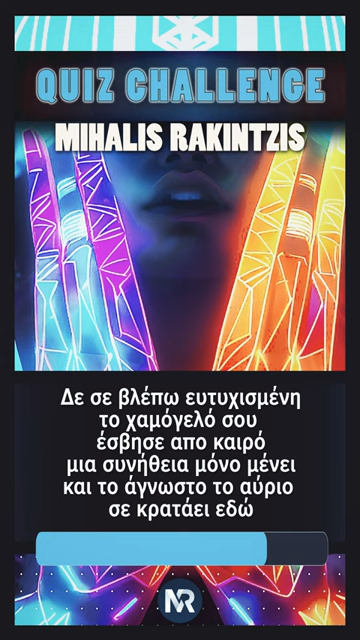 QUIZ CHALLENGE
MIHALIS RAKINTZIS
Δε σε βλέπω ευτυχισμένη
το χαμόγελό σου
έσβησε απο καιρό
μια συνήθεια μόνο μένει
και το άγνωστο το αύριο
σε κρατάει εδώ
MR